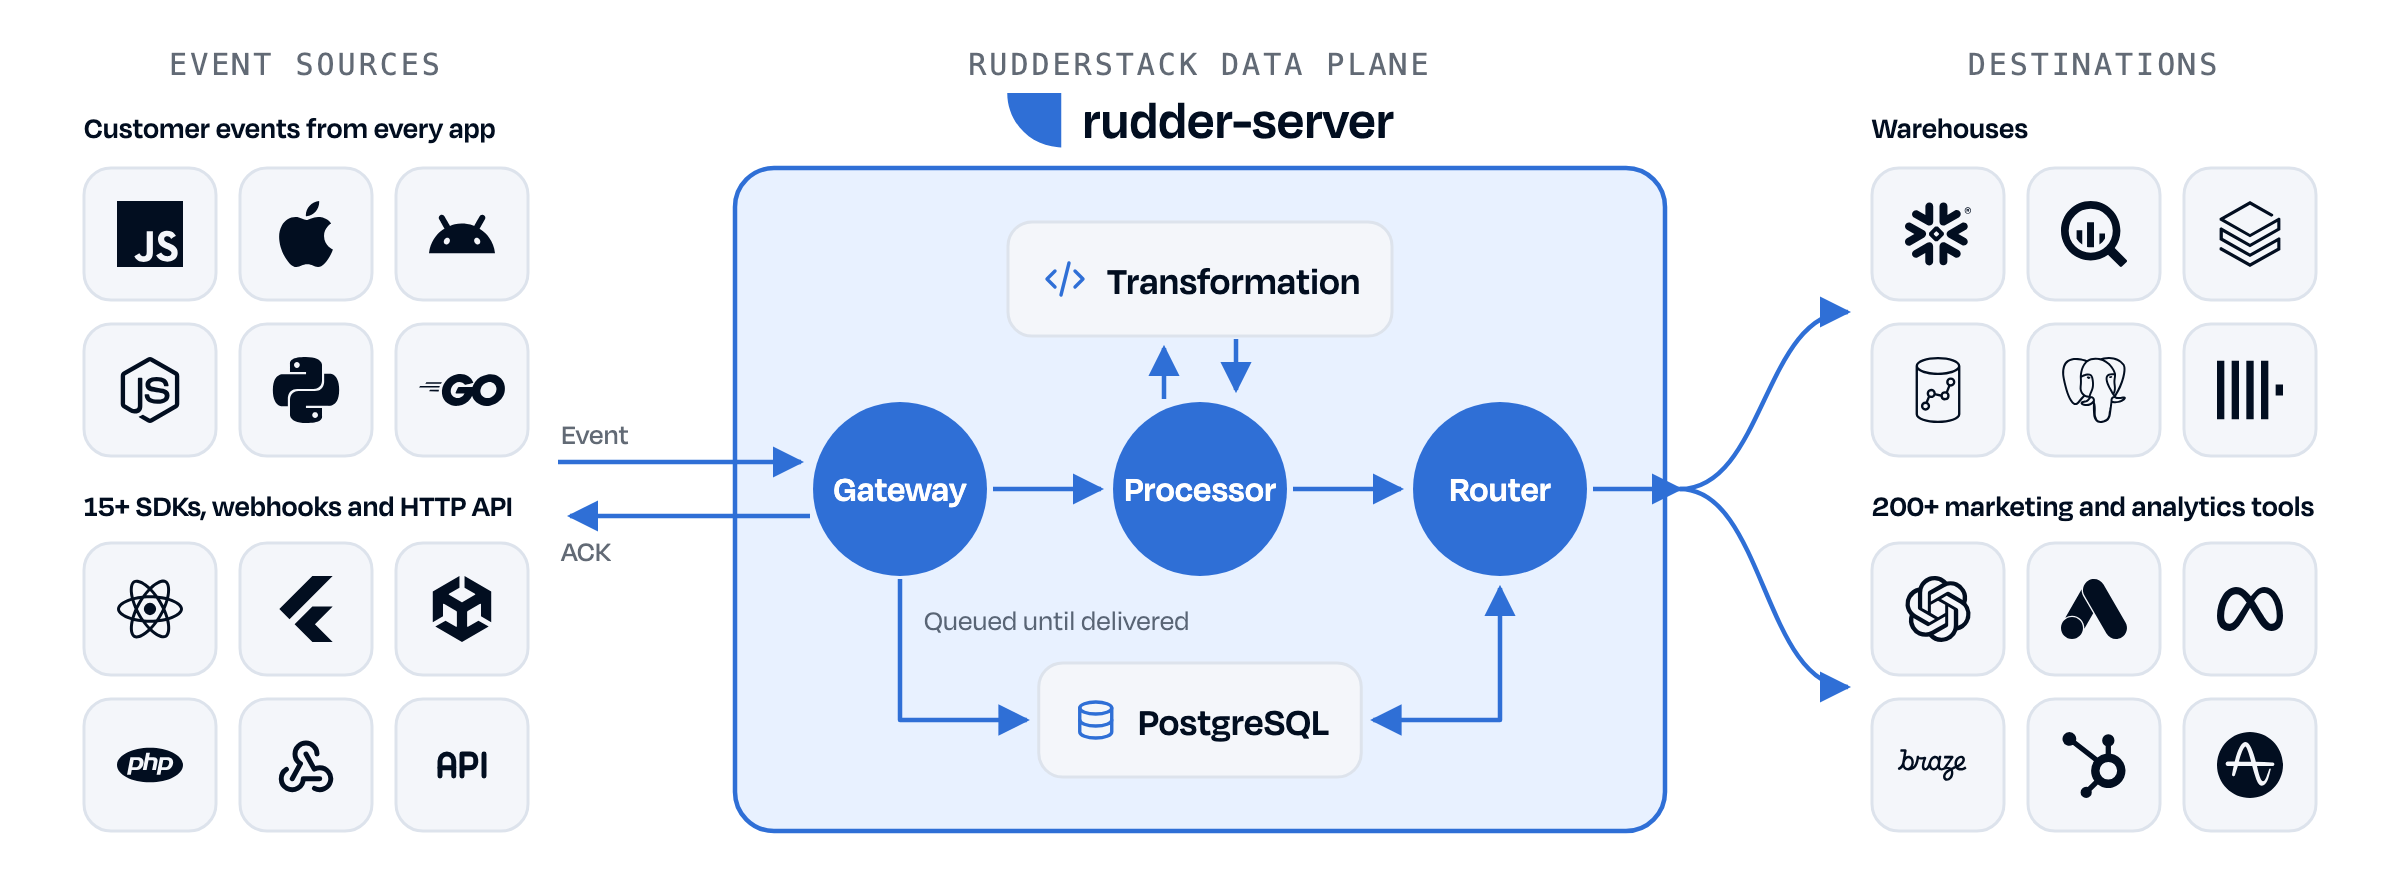 EVENT SOURCES
Customer events from every app
JS
JS
GO
15+ SDKs, webhooks and HTTP API
php
API
Event
ACK
RUDDERSTACK DATA PLANE
rudder-server
</> Transformation
Gateway
Processor
Router
Queued until delivered
PostgreSQL
DESTINATIONS
Warehouses
®
200+ marketing and analytics tools
braze